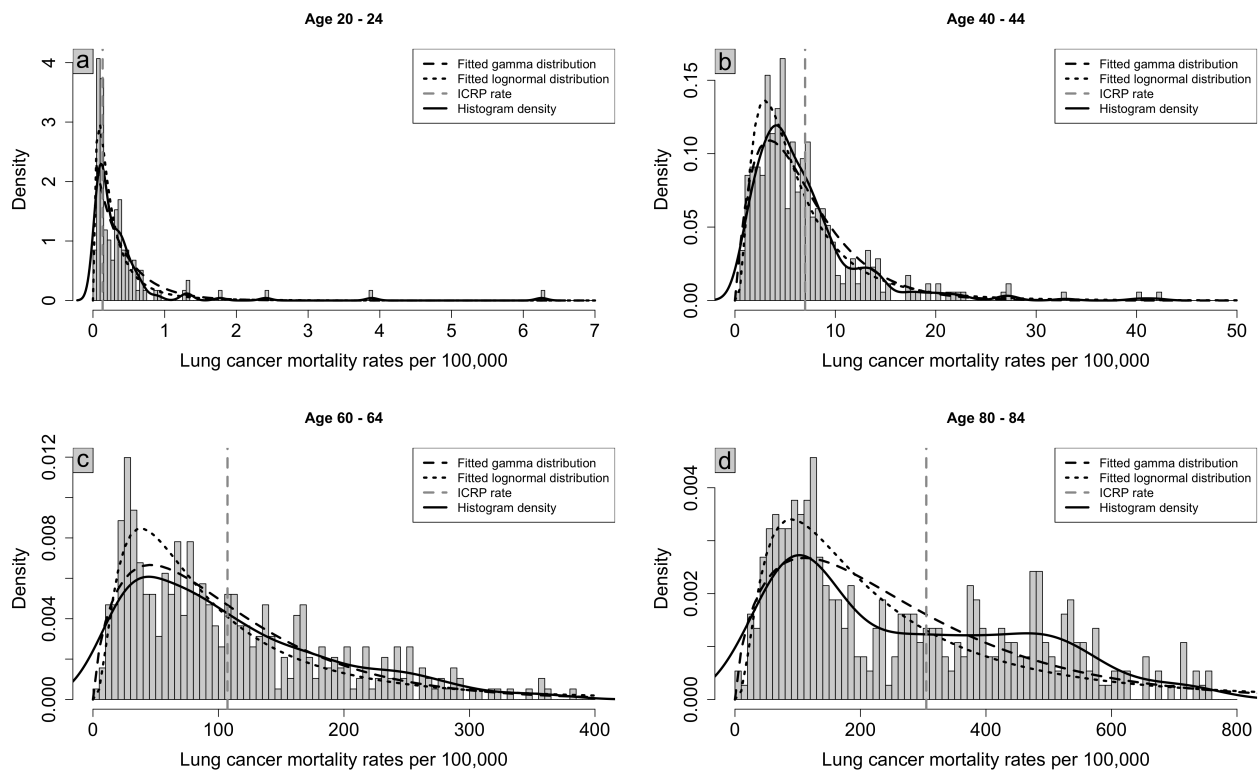 Age 20 - 24
a
Fitted gamma distribution
Fitted lognormal distribution
ICRP rate
Histogram density
Density
0 1 2 3 4
0 1 2 3 4 5 6 7
Lung cancer mortality rates per 100,000
Age 40 - 44
b
Fitted gamma distribution
Fitted lognormal distribution
ICRP rate
Histogram density
Density
0.00 0.05 0.10 0.15
0 10 20 30 40 50
Lung cancer mortality rates per 100,000
Age 60 - 64
c
Fitted gamma distribution
Fitted lognormal distribution
ICRP rate
Histogram density
Density
0.000 0.004 0.008 0.012
0 100 200 300 400
Lung cancer mortality rates per 100,000
Age 80 - 84
d
Fitted gamma distribution
Fitted lognormal distribution
ICRP rate
Histogram density
Density
0.000 0.002 0.004
0 200 400 600 800
Lung cancer mortality rates per 100,000